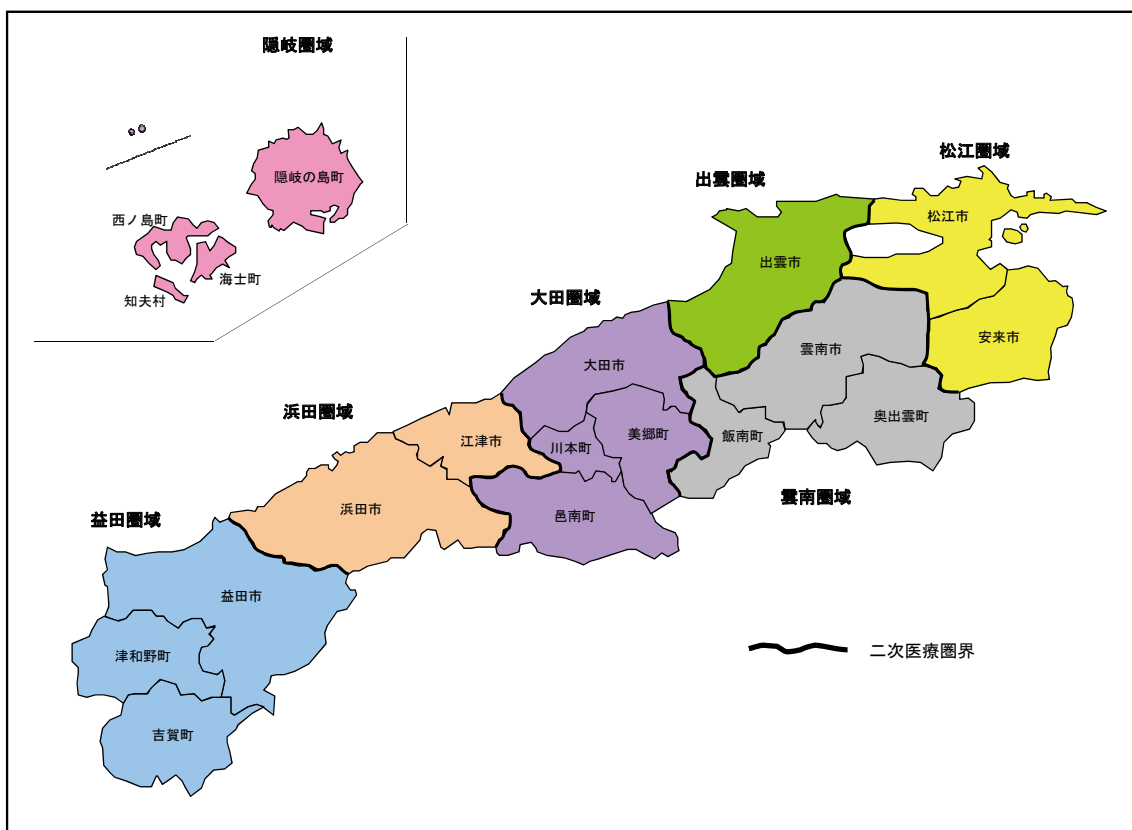 隠岐圏域
隠岐の島町
西ノ島町
海士町
知夫村
松江圏域
松江市
安来市
出雲圏域
出雲市
雲南市
奥出雲町
飯南町
雲南圏域
大田圏域
大田市
美郷町
川本町
邑南町
浜田圏域
江津市
浜田市
益田圏域
益田市
津和野町
吉賀町
二次医療圏界